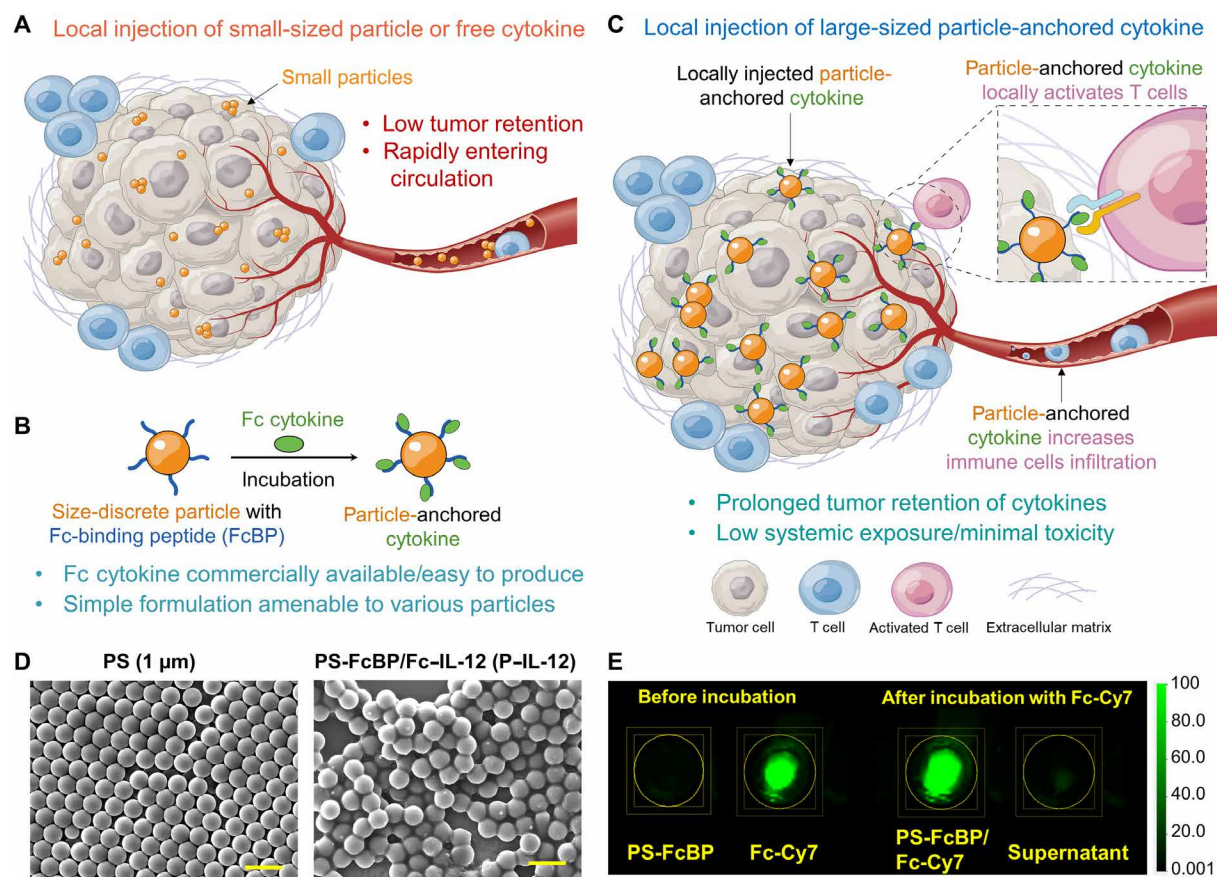 A
Local injection of small-sized particle or free cytokine
Small particles
• Low tumor retention
• Rapidly entering
circulation
B
Fc cytokine
Incubation
Size-discrete particle with
Fc-binding peptide (FcBP)
Particle-anchored
cytokine
• Fc cytokine commercially available/easy to produce
• Simple formulation amenable to various particles
C
Local injection of large-sized particle-anchored cytokine
Locally injected particle-
anchored cytokine
Particle-anchored cytokine
locally activates T cells
Particle-anchored
cytokine increases
immune cells infiltration
• Prolonged tumor retention of cytokines
• Low systemic exposure/minimal toxicity
Tumor cell
T cell
Activated T cell
Extracellular matrix
D
PS (1 μm)
PS-FcBP/Fc–IL-12 (P–IL-12)
E
Before incubation
After incubation with Fc-Cy7
PS-FcBP
Fc-Cy7
PS-FcBP/
Fc-Cy7
Supernatant
100
80.0
60.0
40.0
20.0
0.001